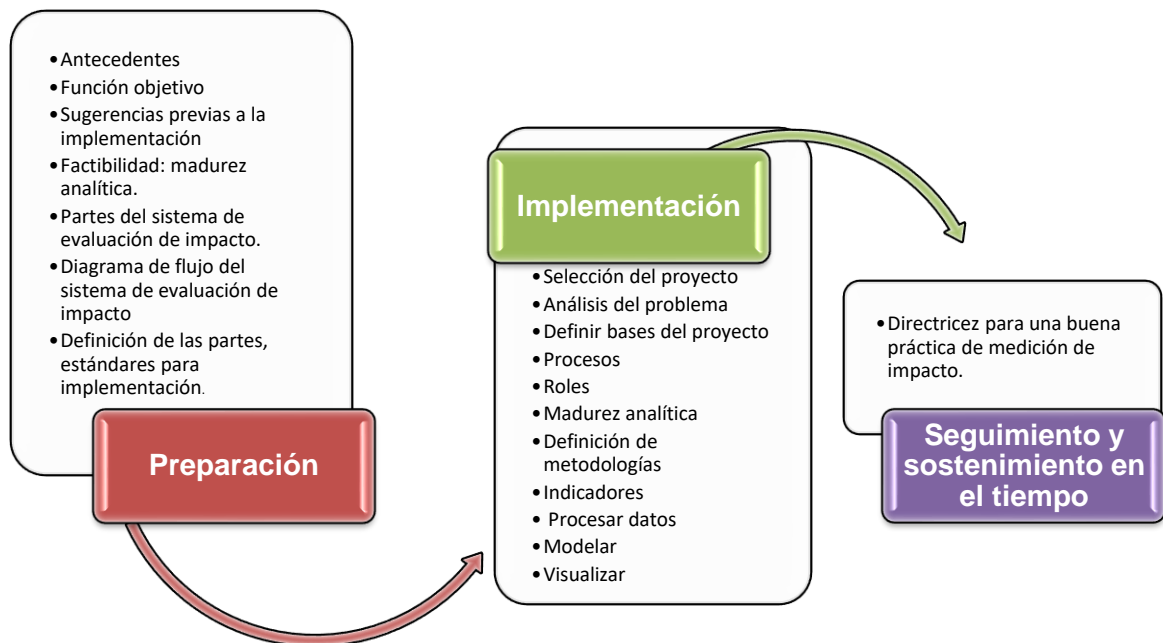 •Antecedentes
•Función objetivo
•Sugerencias previas a la
implementación
•Factibilidad: madurez
analítica.
•Partes del sistema de
evaluación de impacto.
•Diagrama de flujo del
sistema de evaluación de
impacto
•Definición de las partes,
estándares para
implementación.
Preparación
Implementación
•Selección del proyecto
•Análisis del problema
•Definir bases del proyecto
•Procesos
•Roles
•Madurez analítica
•Definición de
metodologías
•Indicadores
• Procesar datos
•Modelar
•Visualizar
•Directricez para una buena
práctica de medición de
impacto.
Seguimiento y
sostenimiento en
el tiempo